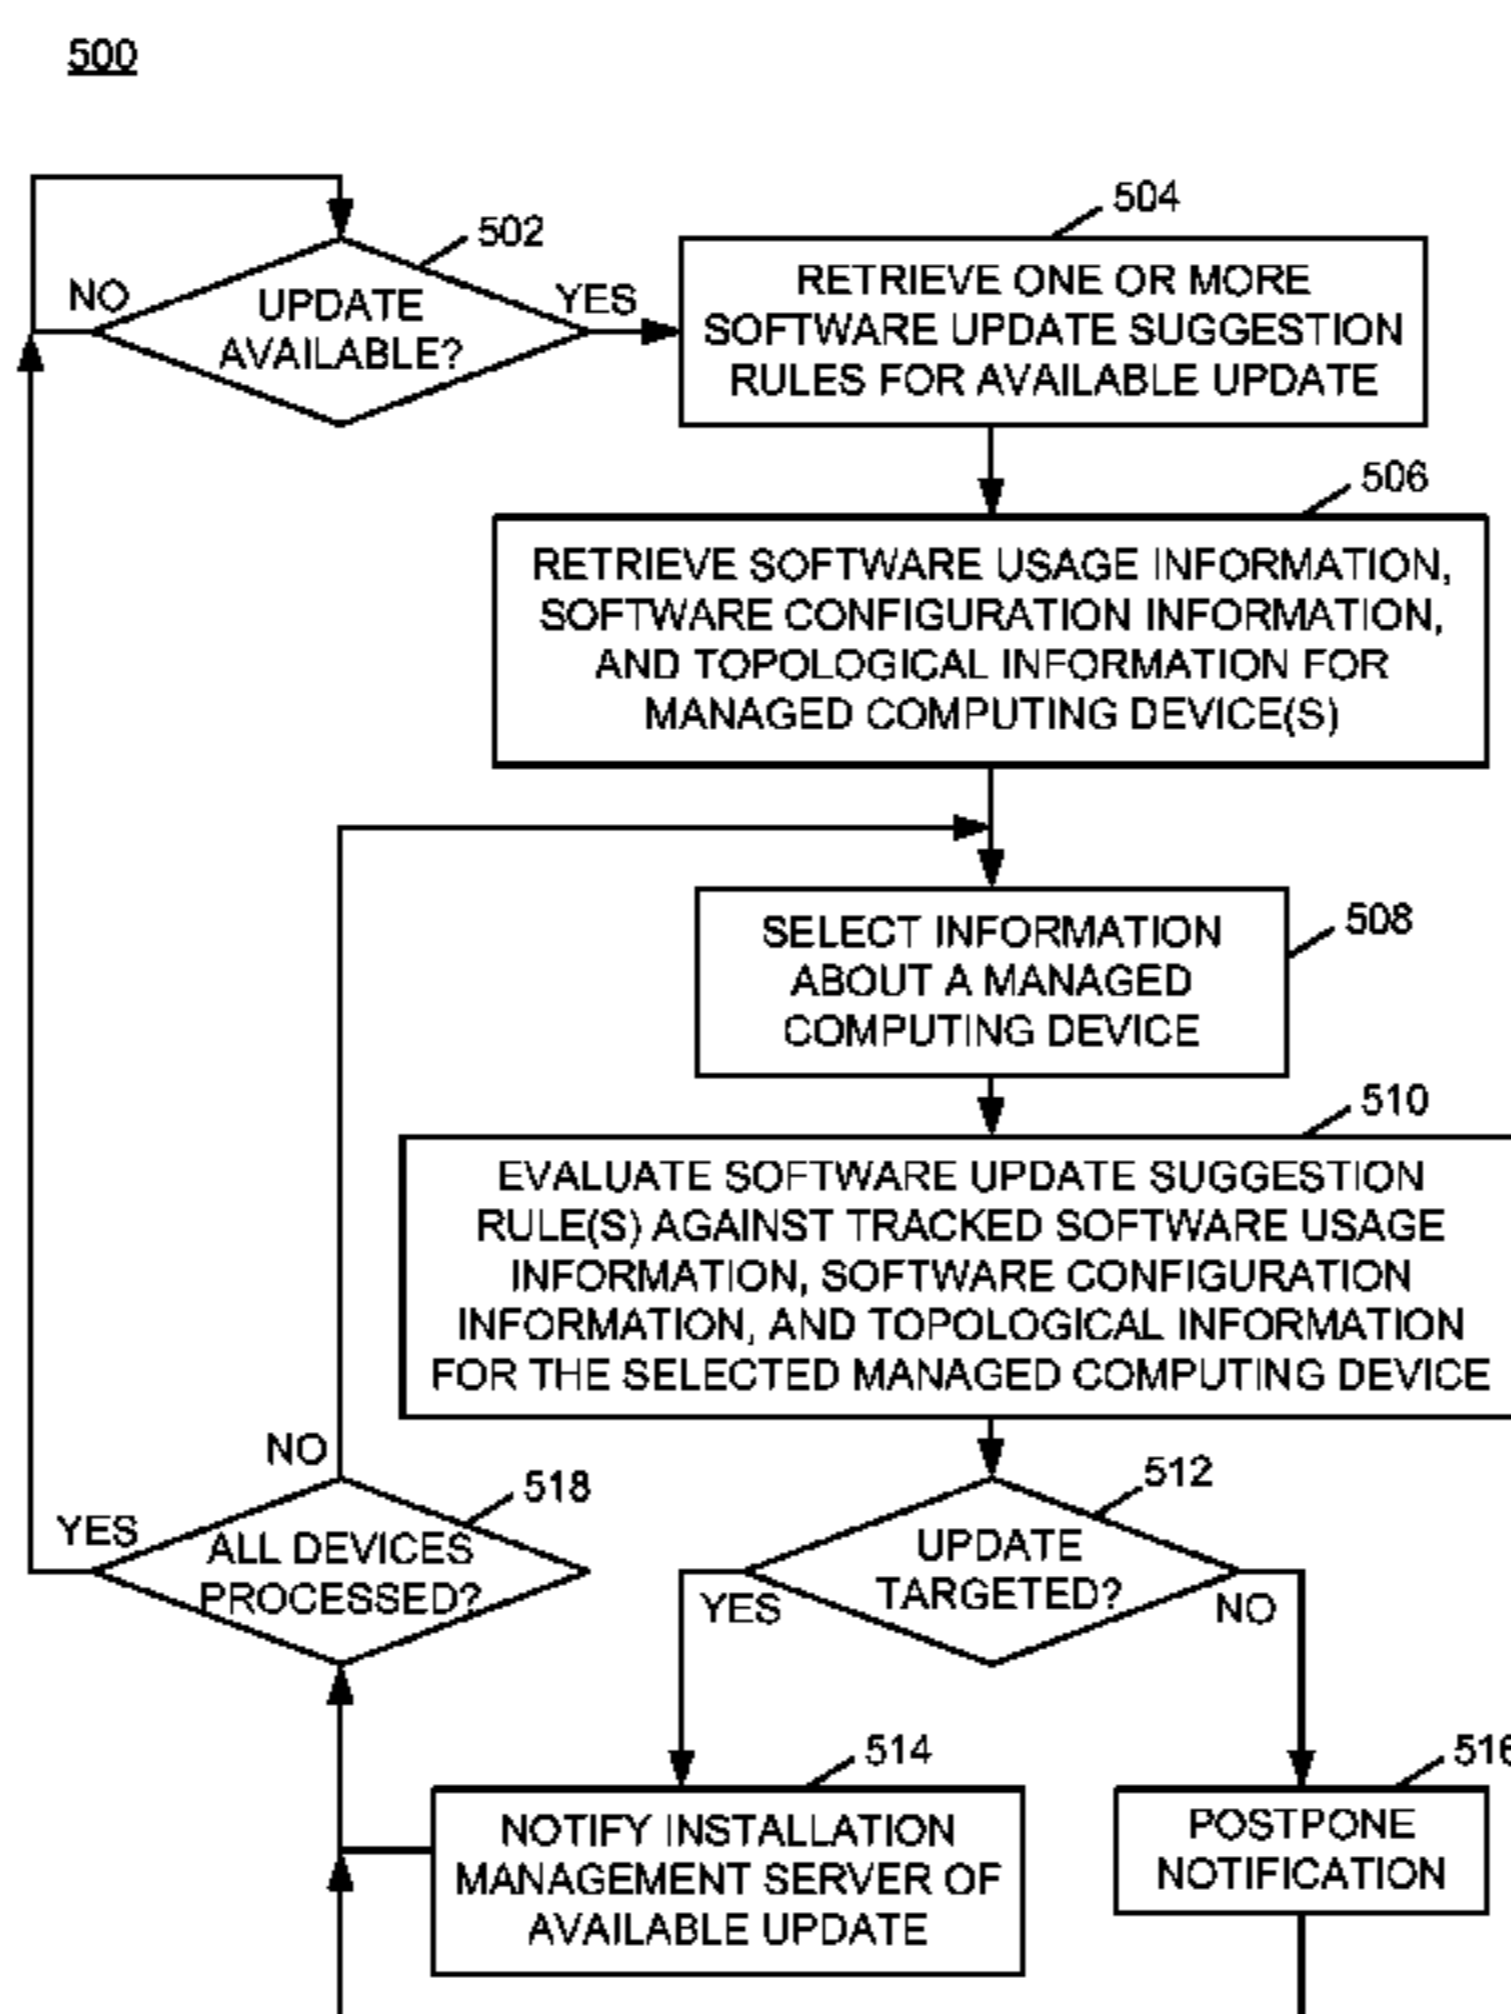 500
502
NO
UPDATE
AVAILABLE?
YES
504
RETRIEVE ONE OR MORE
SOFTWARE UPDATE SUGGESTION
RULES FOR AVAILABLE UPDATE
506
RETRIEVE SOFTWARE USAGE INFORMATION,
SOFTWARE CONFIGURATION INFORMATION,
AND TOPOLOGICAL INFORMATION FOR
MANAGED COMPUTING DEVICE(S)
508
SELECT INFORMATION
ABOUT A MANAGED
COMPUTING DEVICE
510
EVALUATE SOFTWARE UPDATE SUGGESTION
RULE(S) AGAINST TRACKED SOFTWARE USAGE
INFORMATION, SOFTWARE CONFIGURATION
INFORMATION, AND TOPOLOGICAL INFORMATION
FOR THE SELECTED MANAGED COMPUTING DEVICE
512
UPDATE
TARGETED?
YES
NO
514
NOTIFY INSTALLATION
MANAGEMENT SERVER OF
AVAILABLE UPDATE
516
POSTPONE
NOTIFICATION
518
NO
YES
ALL DEVICES
PROCESSED?